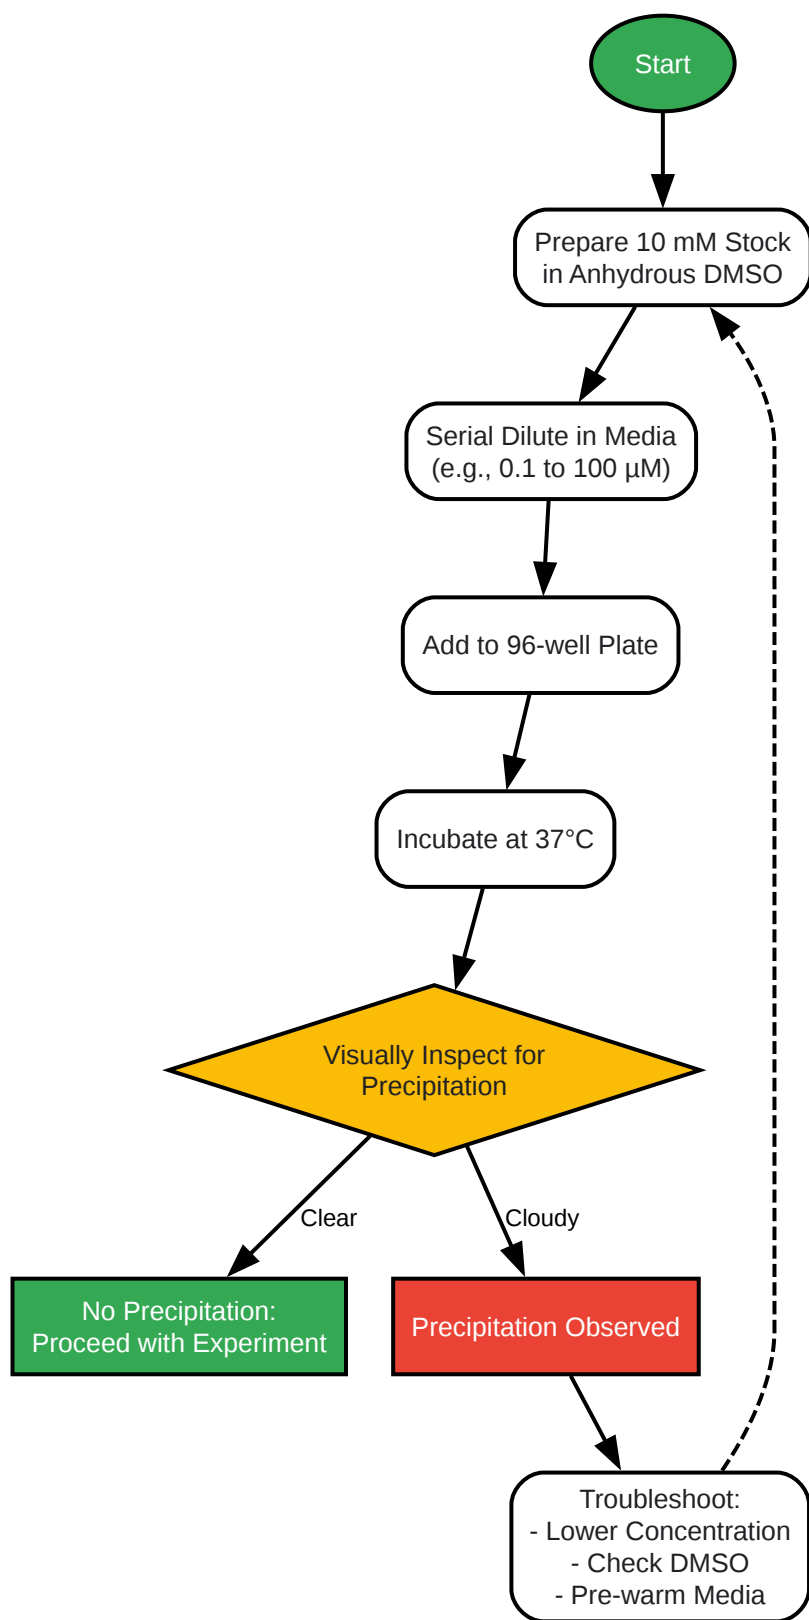 Start
Prepare 10 mM Stock
in Anhydrous DMSO
Serial Dilute in Media
(e.g., 0.1 to 100 µM)
Add to 96-well Plate
Incubate at 37°C
Visually Inspect for
Precipitation
Clear
Cloudy
No Precipitation:
Proceed with Experiment
Precipitation Observed
Troubleshoot:
- Lower Concentration
- Check DMSO
- Pre-warm Media